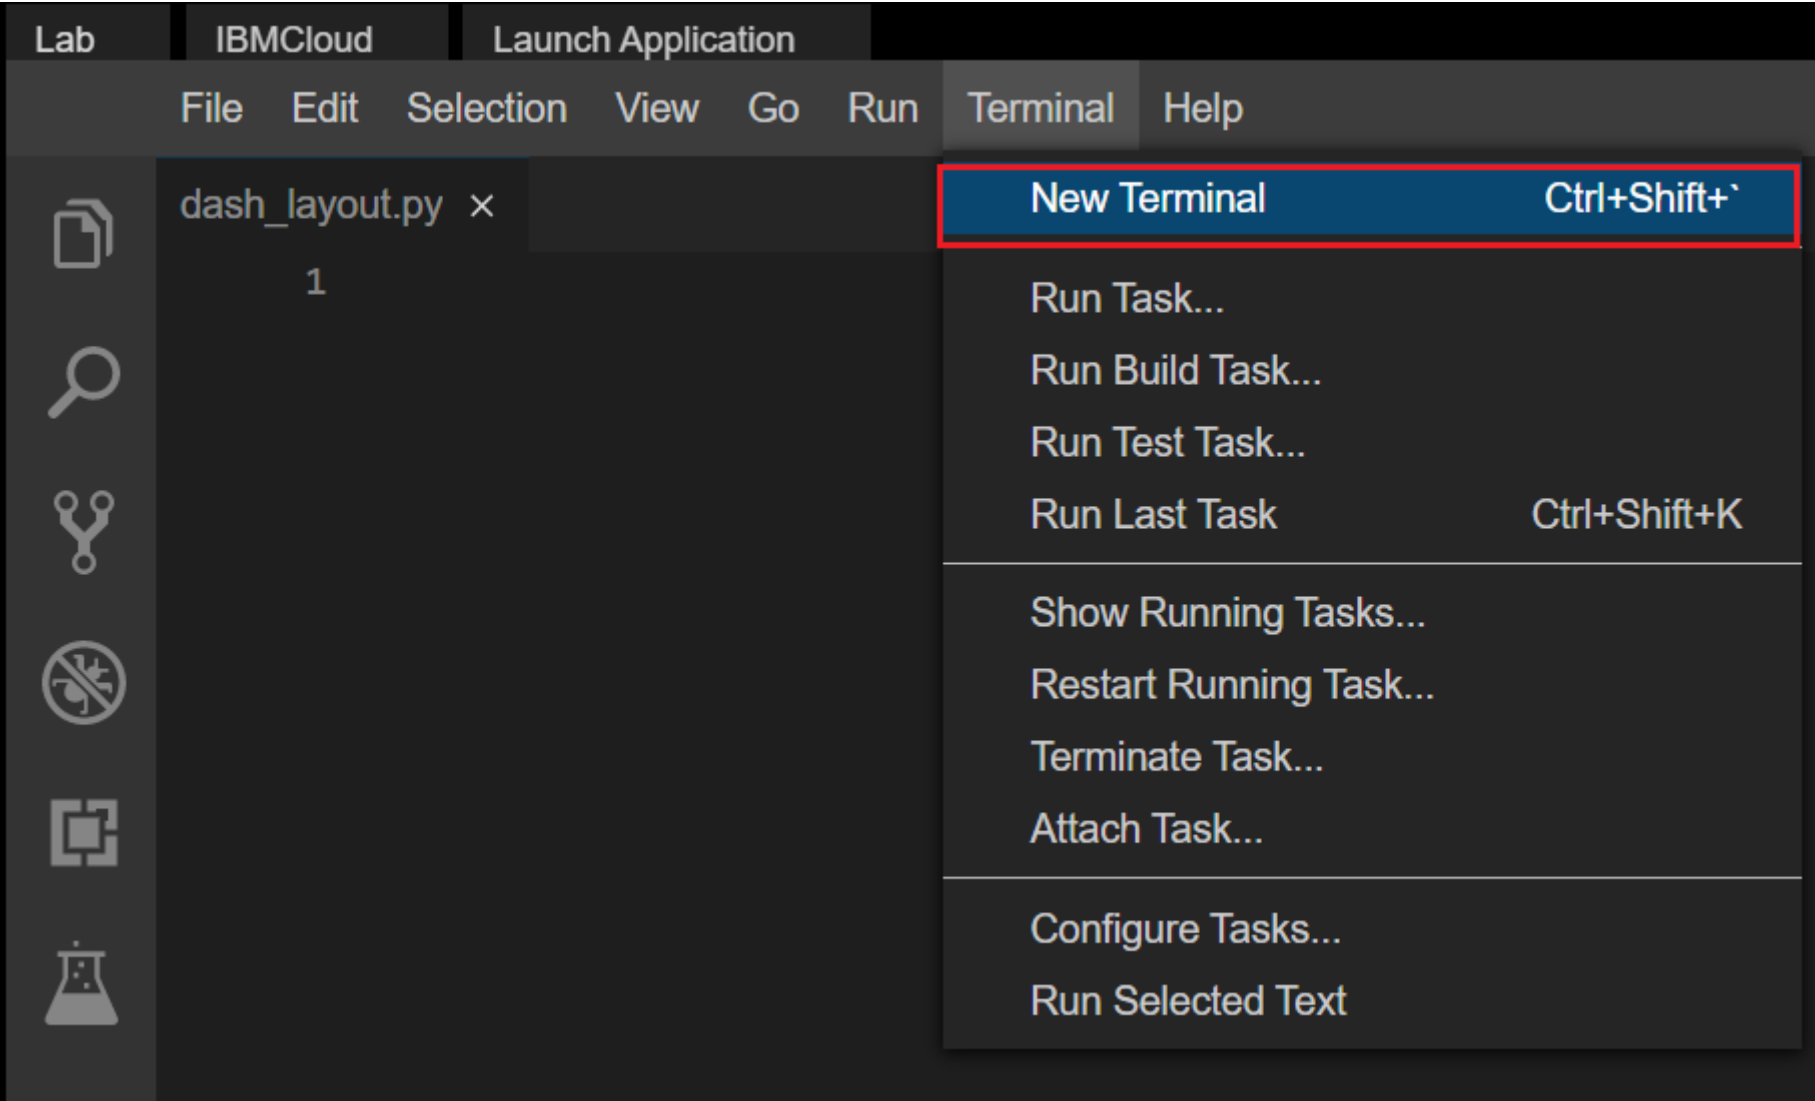 Lab IBMCloud Launch Application
File Edit Selection View Go Run Terminal Help
dash_layout.py ×
1
New Terminal Ctrl+Shift+`
Run Task...
Run Build Task...
Run Test Task...
Run Last Task Ctrl+Shift+K
Show Running Tasks...
Restart Running Task...
Terminate Task...
Attach Task...
Configure Tasks...
Run Selected Text